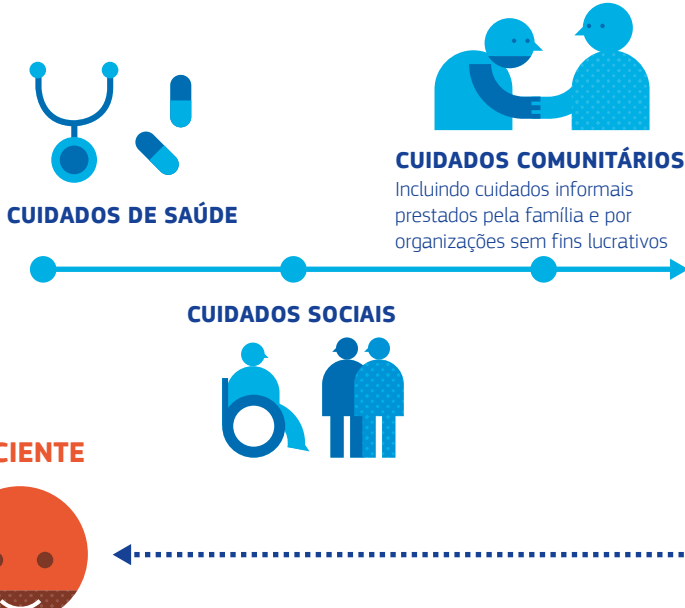 CUIDADOS COMUNITÁRIOS
Incluindo cuidados informais
prestados pela família e por
organizações sem fins lucrativos
CUIDADOS DE SAÚDE
CUIDADOS SOCIAIS
CIENTE